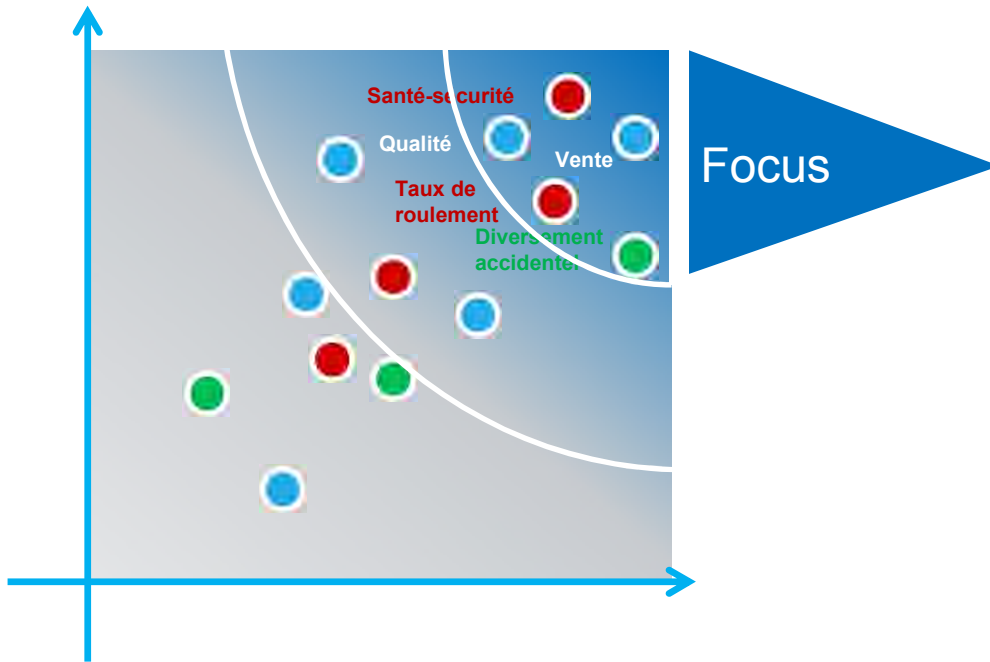 Santé-sécurité
Qualité
Vente
Focus
Taux de
roulement
Diversement
accidentel